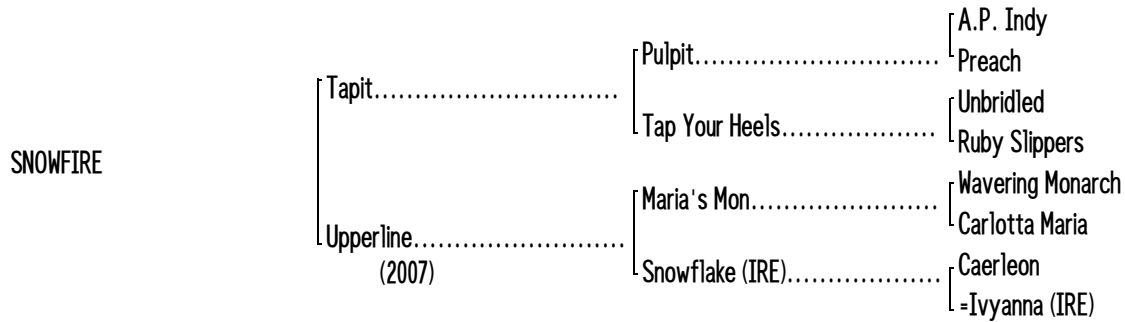 A.P. Indy
Pulpit..............................
Preach
Tapit..............................
Unbridled
Tap Your Heels...................
Ruby Slippers
SNOWFIRE
Wavering Monarch
Maria's Mon.......................
Carlotta Maria
Upperline..........................
(2007)
Caerleon
Snowflake (IRE)...................
=Ivyanna (IRE)